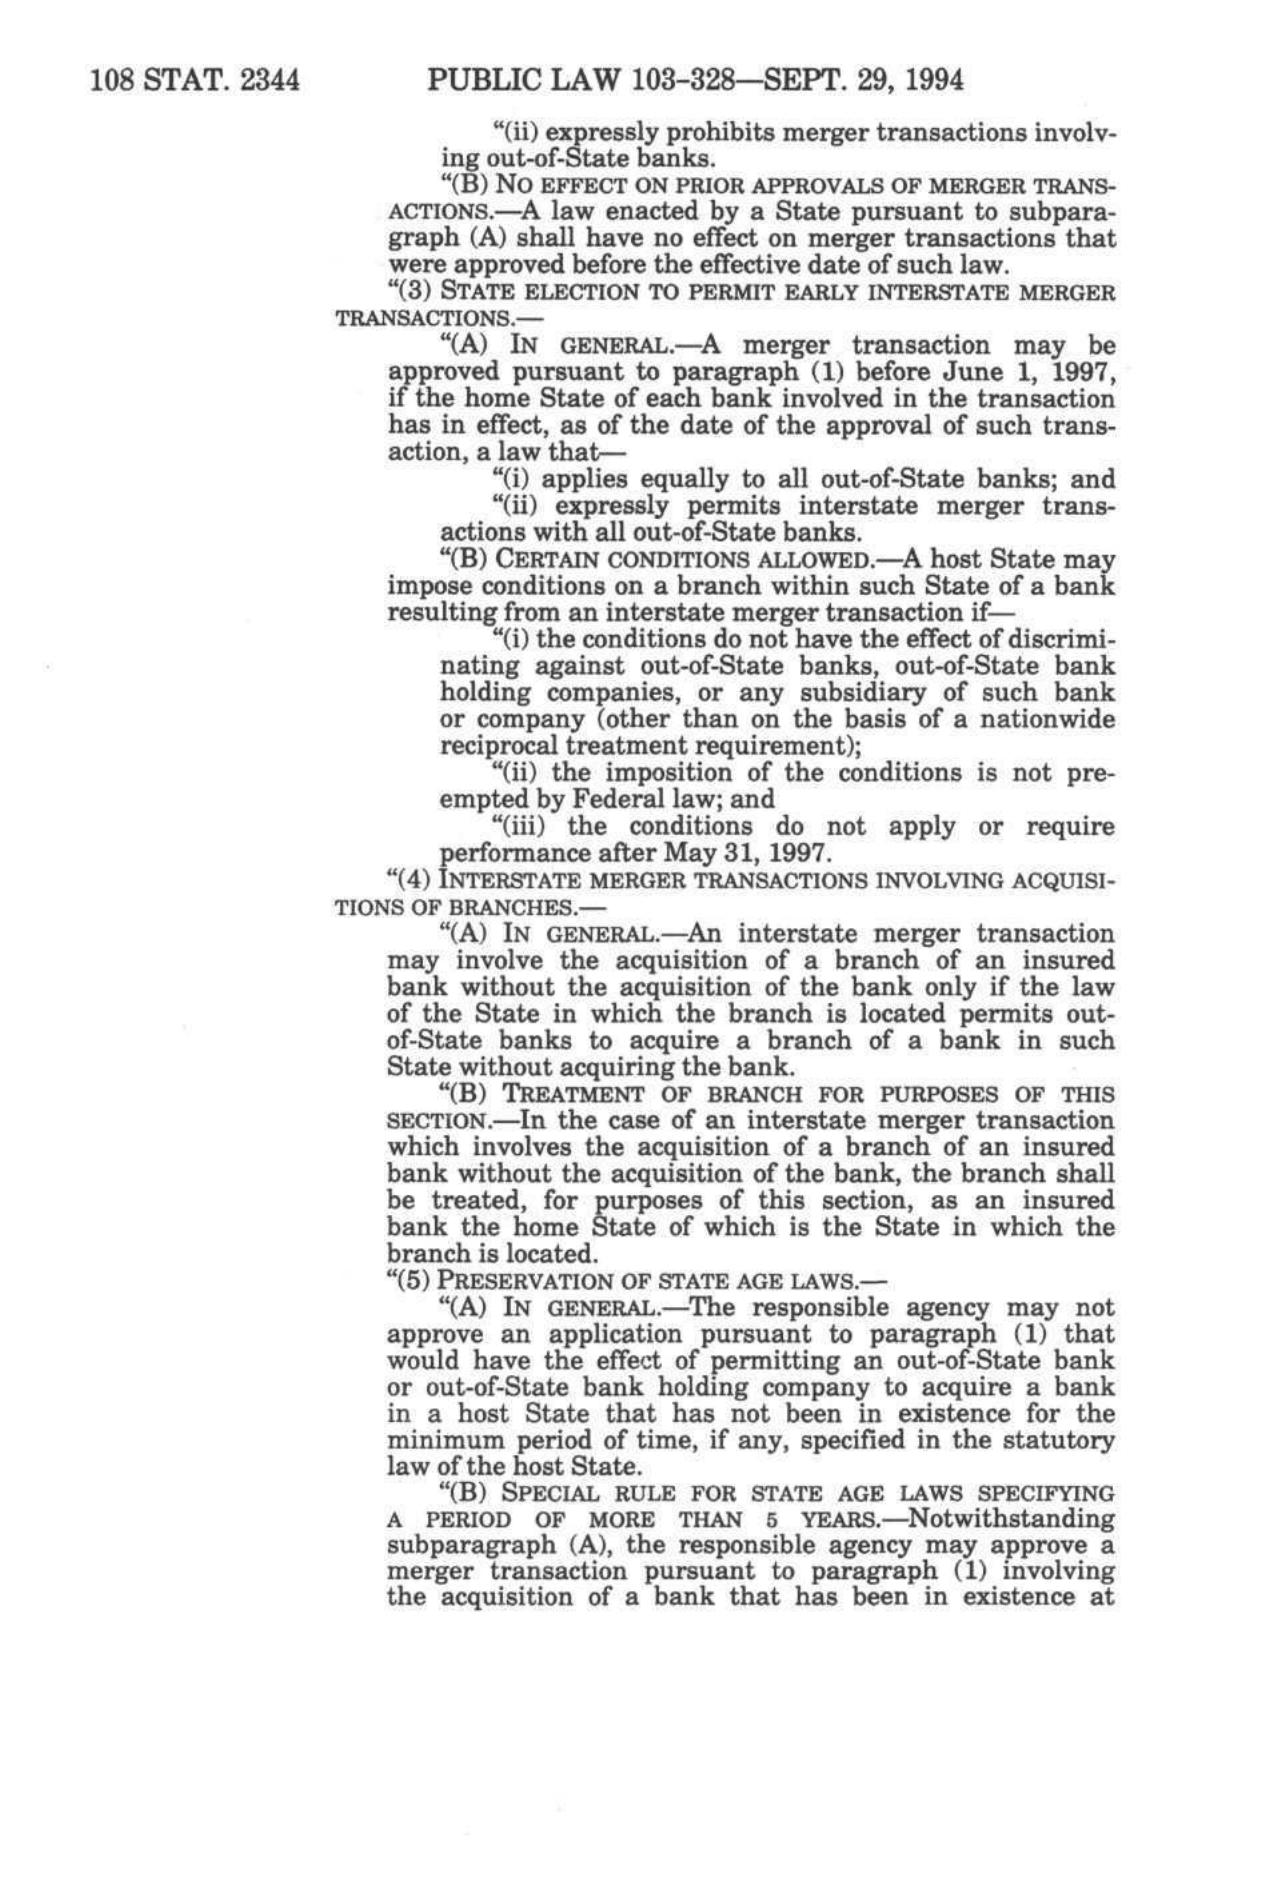 108 STAT. 2344 PUBLIC LAW 103–328—SEPT. 29, 1994
“(ii) expressly prohibits merger transactions involv-
ing out-of-State banks.
“(B) NO EFFECT ON PRIOR APPROVALS OF MERGER TRANS-
ACTIONS.—A law enacted by a State pursuant to subpara-
graph (A) shall have no effect on merger transactions that
were approved before the effective date of such law.
“(3) STATE ELECTION TO PERMIT EARLY INTERSTATE MERGER
TRANSACTIONS.—
“(A) IN GENERAL.—A merger transaction may be
approved pursuant to paragraph (1) before June 1, 1997,
if the home State of each bank involved in the transaction
has in effect, as of the date of the approval of such trans-
action, a law that—
“(i) applies equally to all out-of-State banks; and
“(ii) expressly permits interstate merger trans-
actions with all out-of-State banks.
“(B) CERTAIN CONDITIONS ALLOWED.—A host State may
impose conditions on a branch within such State of a bank
resulting from an interstate merger transaction if—
“(i) the conditions do not have the effect of discrimi-
nating against out-of-State banks, out-of-State bank
holding companies, or any subsidiary of such bank
or company (other than on the basis of a nationwide
reciprocal treatment requirement);
“(ii) the imposition of the conditions is not pre-
empted by Federal law; and
“(iii) the conditions do not apply or require
performance after May 31, 1997.
“(4) INTERSTATE MERGER TRANSACTIONS INVOLVING ACQUISI-
TIONS OF BRANCHES.—
“(A) IN GENERAL.—An interstate merger transaction
may involve the acquisition of a branch of an insured
bank without the acquisition of the bank only if the law
of the State in which the branch is located permits out-
of-State banks to acquire a branch of a bank in such
State without acquiring the bank.
“(B) TREATMENT OF BRANCH FOR PURPOSES OF THIS
SECTION.—In the case of an interstate merger transaction
which involves the acquisition of a branch of an insured
bank without the acquisition of the bank, the branch shall
be treated, for purposes of this section, as an insured
bank the home State of which is the State in which the
branch is located.
“(5) PRESERVATION OF STATE AGE LAWS.—
“(A) IN GENERAL.—The responsible agency may not
approve an application pursuant to paragraph (1) that
would have the effect of permitting an out-of-State bank
or out-of-State bank holding company to acquire a bank
in a host State that has not been in existence for the
minimum period of time, if any, specified in the statutory
law of the host State.
“(B) SPECIAL RULE FOR STATE AGE LAWS SPECIFYING
A PERIOD OF MORE THAN 5 YEARS.—Notwithstanding
subparagraph (A), the responsible agency may approve a
merger transaction pursuant to paragraph (1) involving
the acquisition of a bank that has been in existence at